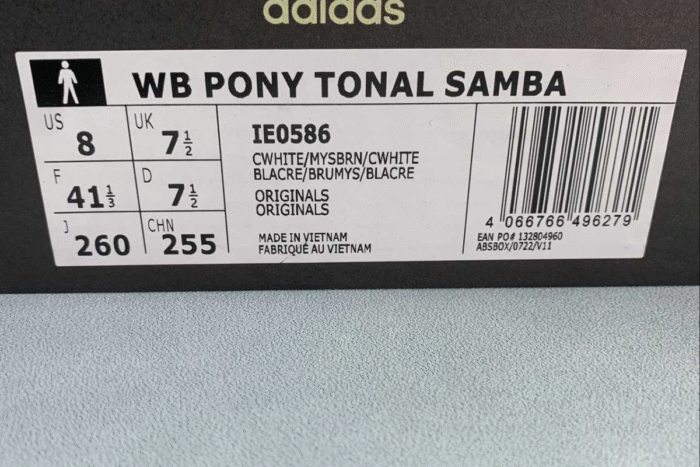 adidas
WB PONY TONAL SAMBA
US 8
UK 7½
F 41⅓
D 7½
J 260
CHN 255
IE0586
CWHITE/MYSBRN/CWHITE
BLACRE/BRUMYS/BLACRE
ORIGINALS
ORIGINALS
MADE IN VIETNAM
FABRIQUÉ AU VIETNAM
4 066766 496279
EAN PO# 132804960
ABSBOX/0722/V11